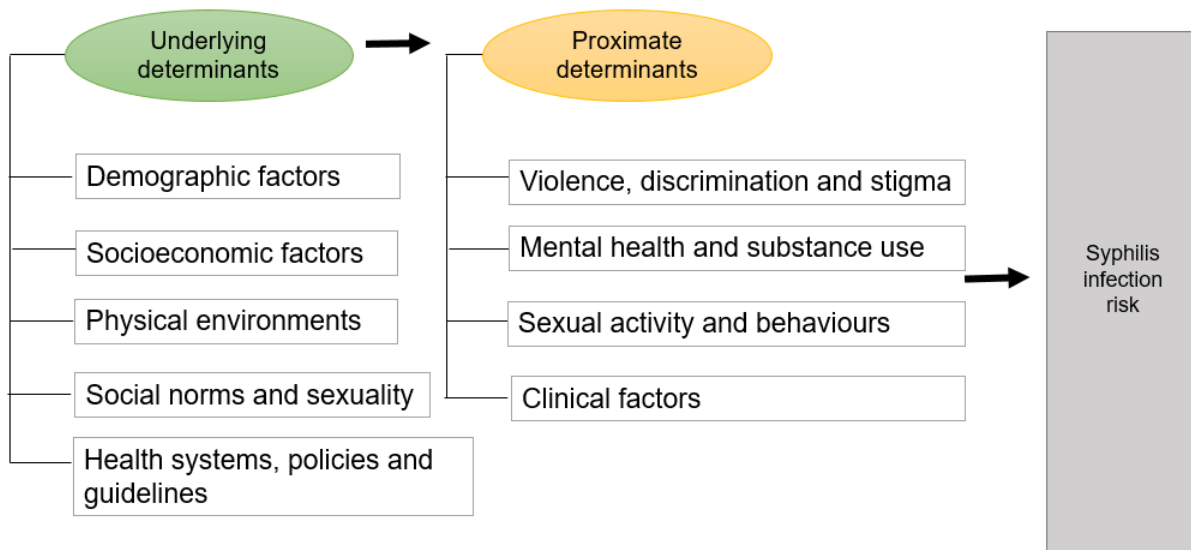 Underlying
determinants
Proximate
determinants
Demographic factors
Socioeconomic factors
Physical environments
Social norms and sexuality
Health systems, policies and
guidelines
Violence, discrimination and stigma
Mental health and substance use
Sexual activity and behaviours
Clinical factors
Syphilis
infection
risk